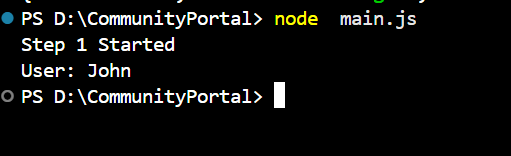 PS D:\CommunityPortal> node  main.js
Step 1 Started
User: John
PS D:\CommunityPortal>